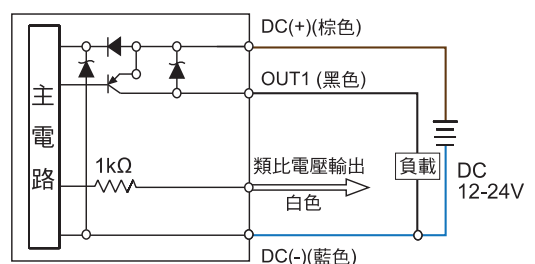 DC(+)(棕色)
OUT1 (黑色)
主電路
1kΩ
類比電壓輸出
白色
負載
DC
12-24V
DC(-)(藍色)